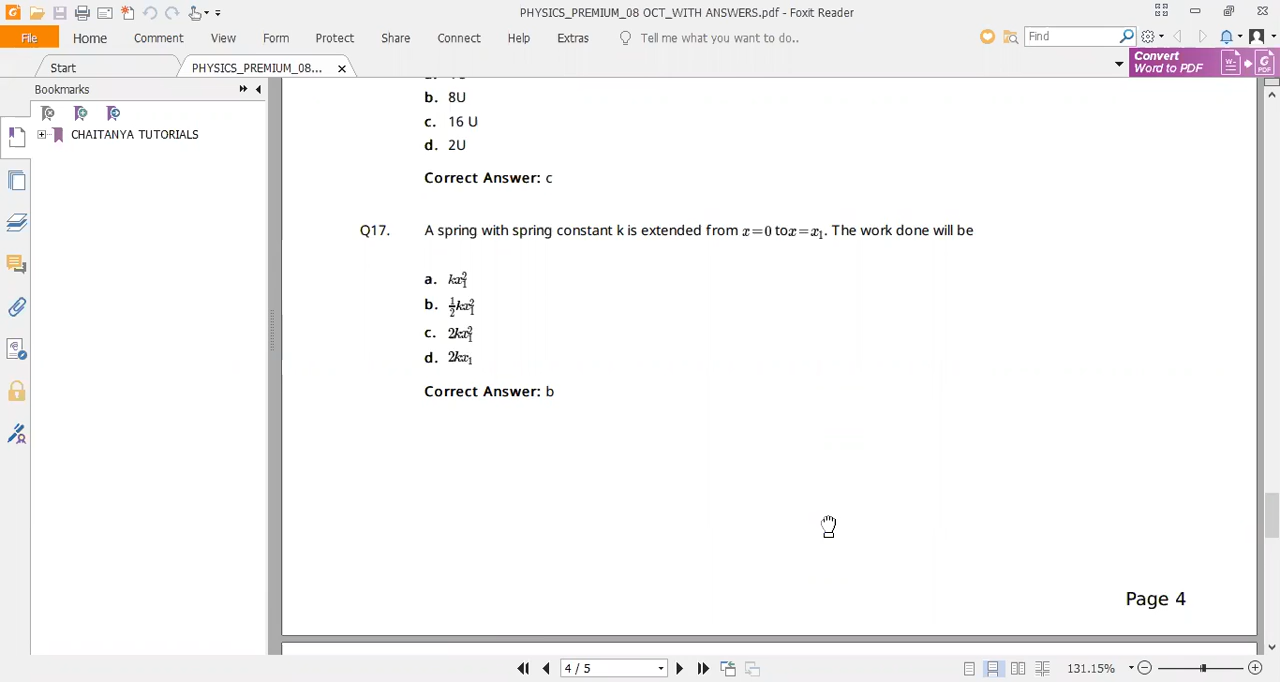 PHYSICS_PREMIUM_08 OCT_WITH ANSWERS.pdf - Foxit Reader
File Home Comment View Form Protect Share Connect Help Extras Tell me what you want to do.. Find
Start PHYSICS_PREMIUM_08... Convert Word to PDF
Bookmarks
CHAITANYA TUTORIALS
b. 8U
c. 16 U
d. 2U
Correct Answer: c
Q17. A spring with spring constant k is extended from x=0 to x=x₁. The work done will be
a. kx₁²
b. ½kx₁²
c. 2kx₁²
d. 2kx₁
Correct Answer: b
Page 4
4 / 5 131.15%